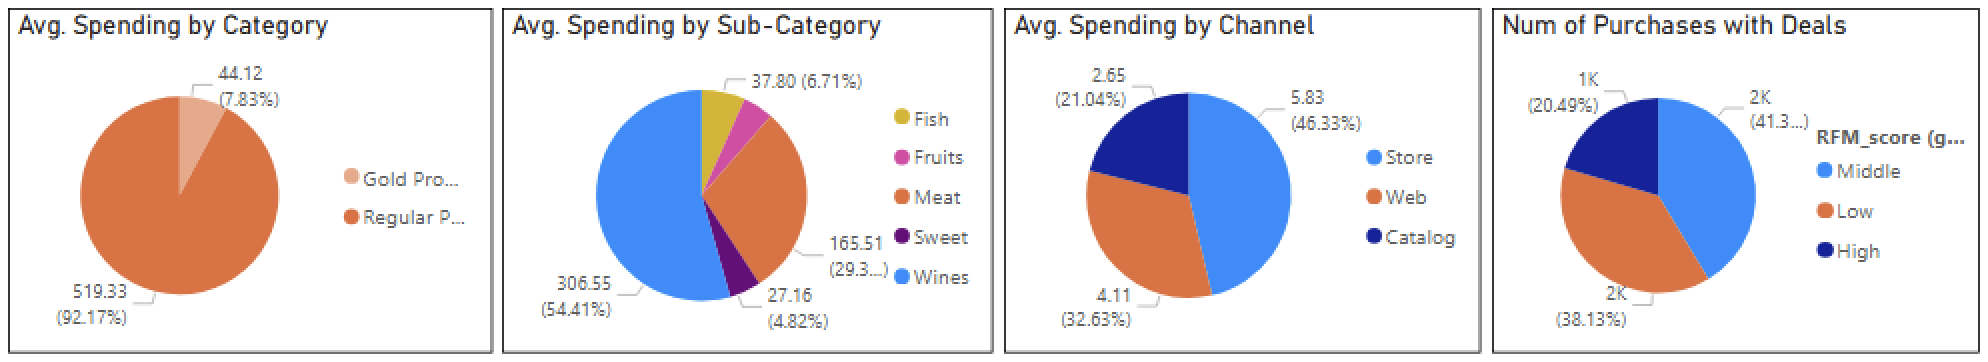 Avg. Spending by Category
44.12
(7.83%)
Gold Pro...
Regular P...
519.33
(92.17%)
Avg. Spending by Sub-Category
37.80 (6.71%)
Fish
Fruits
Meat
Sweet
Wines
165.51
(29.3...)
306.55
(54.41%)
27.16
(4.82%)
Avg. Spending by Channel
2.65
(21.04%)
5.83
(46.33%)
Store
Web
Catalog
4.11
(32.63%)
Num of Purchases with Deals
1K
(20.49%)
2K
(41.3...)
RFM_score (g...
Middle
Low
High
2K
(38.13%)